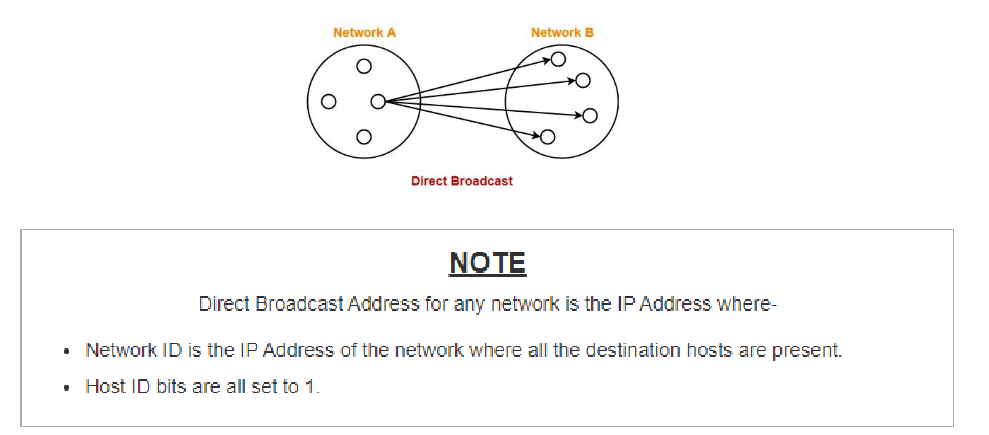 Network A Network B
Direct Broadcast
NOTE
Direct Broadcast Address for any network is the IP Address where-
• Network ID is the IP Address of the network where all the destination hosts are present.
• Host ID bits are all set to 1.